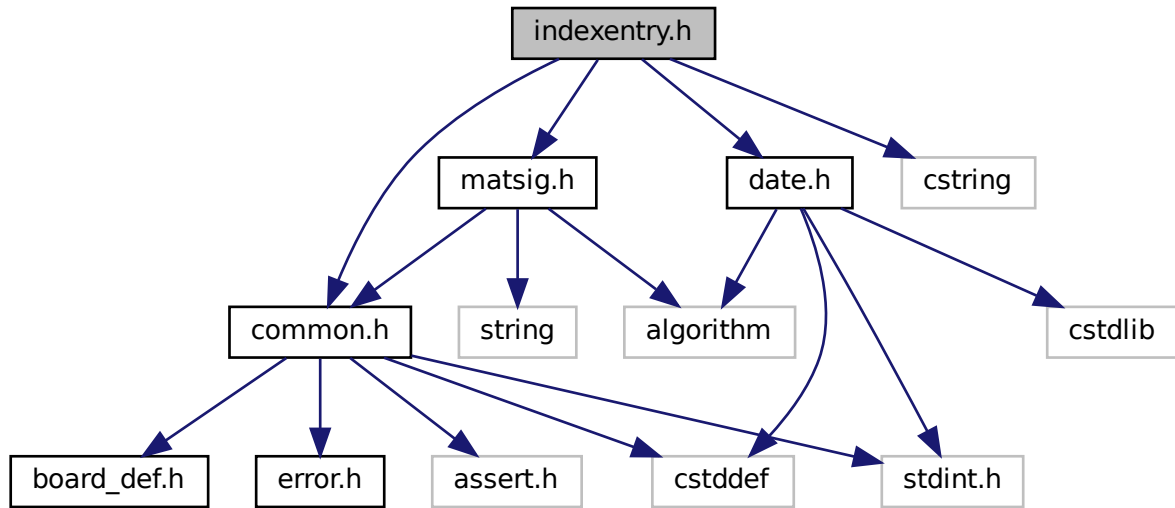 indexentry.h
matsig.h
date.h
cstring
common.h
string
algorithm
cstdlib
board_def.h
error.h
assert.h
cstddef
stdint.h